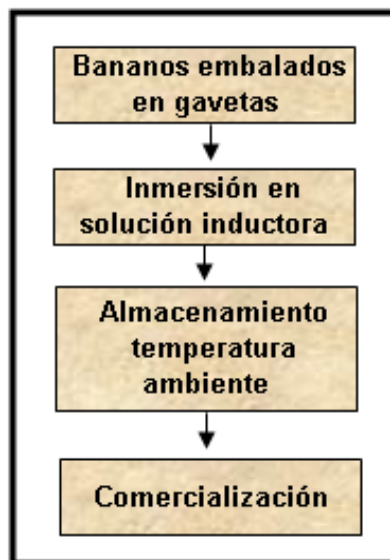 Bananos embalados
en gavetas
Inmersión en
solución inductora
Almacenamiento
temperatura
ambiente
Comercialización